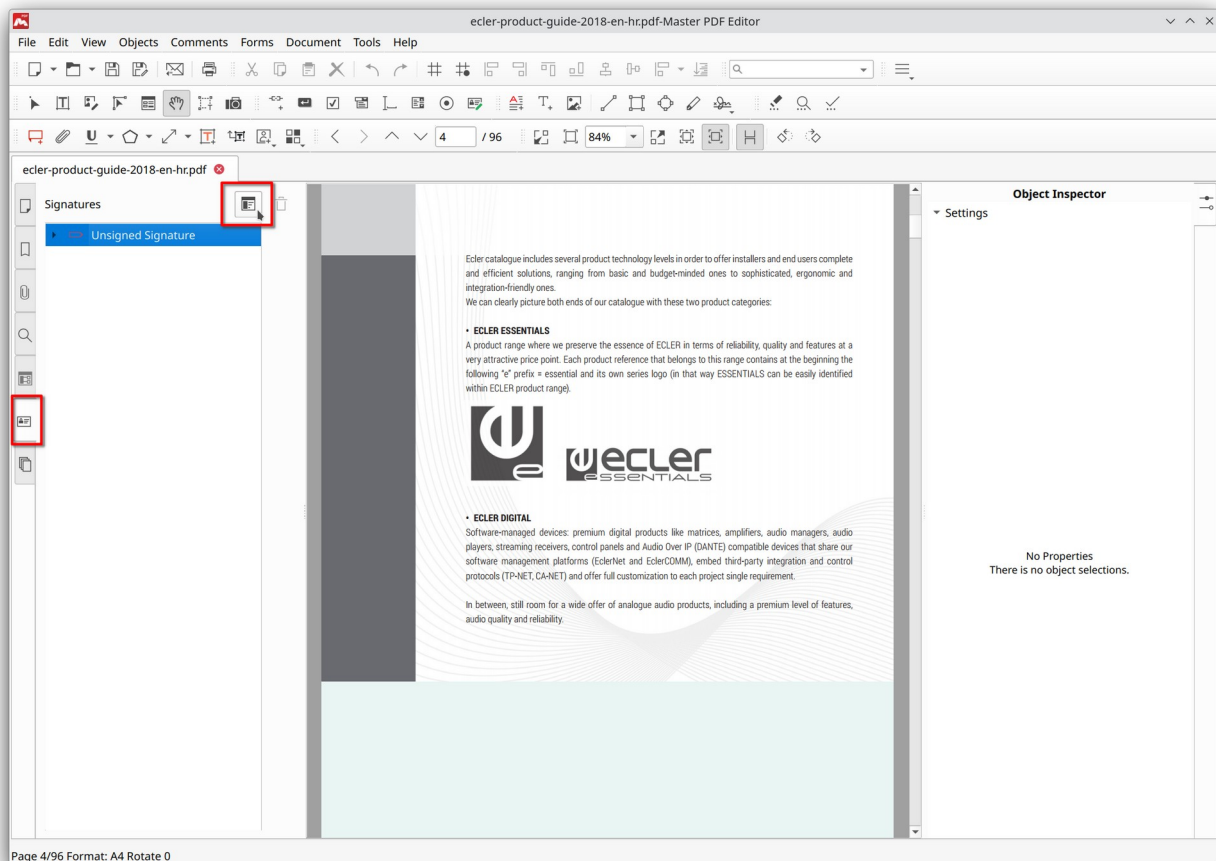 ecler-product-guide-2018-en-hr.pdf-Master PDF Editor
File Edit View Objects Comments Forms Document Tools Help
4 / 96 84%
ecler-product-guide-2018-en-hr.pdf
Signatures
Unsigned Signature
Ecler catalogue includes several product technology levels in order to offer installers and end users complete
and efficient solutions, ranging from basic and budget-minded ones to sophisticated, ergonomic and
integration-friendly ones.
We can clearly picture both ends of our catalogue with these two product categories:
• ECLER ESSENTIALS
A product range where we preserve the essence of ECLER in terms of reliability, quality and features at a
very attractive price point. Each product reference that belongs to this range contains at the beginning the
following "e" prefix = essential and its own series logo (in that way ESSENTIALS can be easily identified
within ECLER product range).
e
ecler
essentials
• ECLER DIGITAL
Software-managed devices: premium digital products like matrices, amplifiers, audio managers, audio
players, streaming receivers, control panels and Audio Over IP (DANTE) compatible devices that share our
software management platforms (EclerNet and EclerCOMM), embed third-party integration and control
protocols (TP-NET, CA-NET) and offer full customization to each project single requirement.
In between, still room for a wide offer of analogue audio products, including a premium level of features,
audio quality and reliability.
Object Inspector
Settings
No Properties
There is no object selections.
Page 4/96 Format: A4 Rotate 0